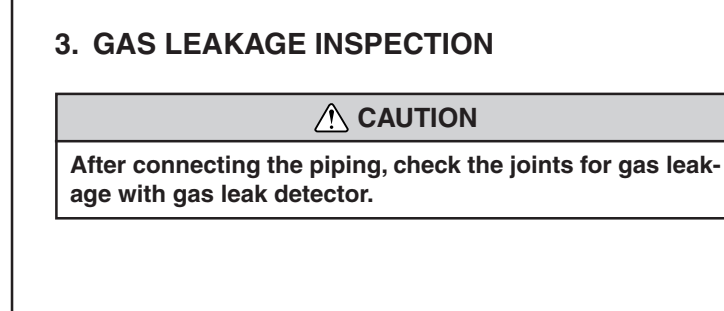 3. GAS LEAKAGE INSPECTION
CAUTION
After connecting the piping, check the joints for gas leak-
age with gas leak detector.